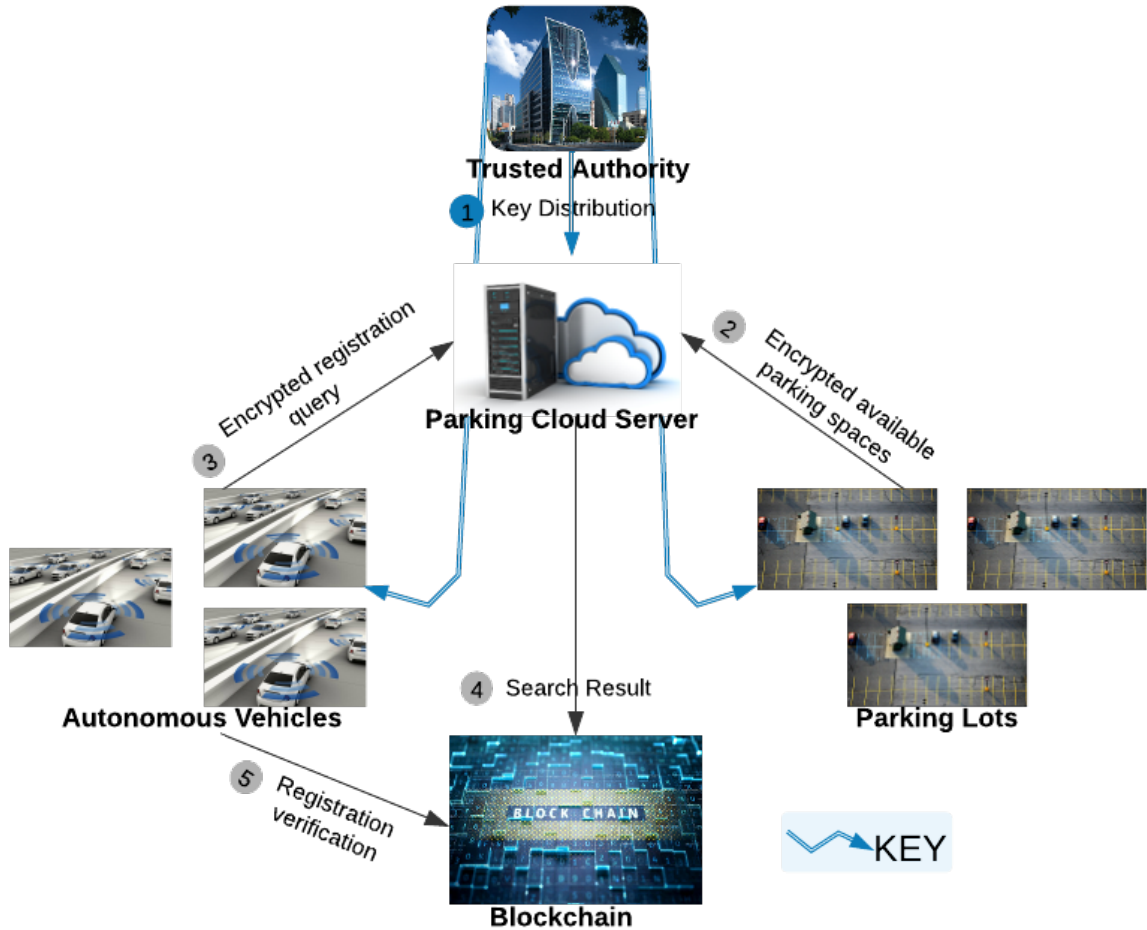 Trusted Authority
1 Key Distribution
2
Encrypted available
parking spaces
Encrypted registration
query
3
Parking Cloud Server
4 Search Result
Autonomous Vehicles
Parking Lots
5
Registration
verification
BLOCK CHAIN
KEY
Blockchain